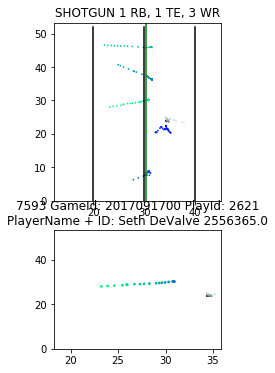 SHOTGUN 1 RB, 1 TE, 3 WR
50
40
30
20
10
0
20 30 40
7593 GameId: 2017091700 PlayId: 2621
PlayerName + ID: Seth DeValve 2556365.0
40
20
0
20 25 30 35